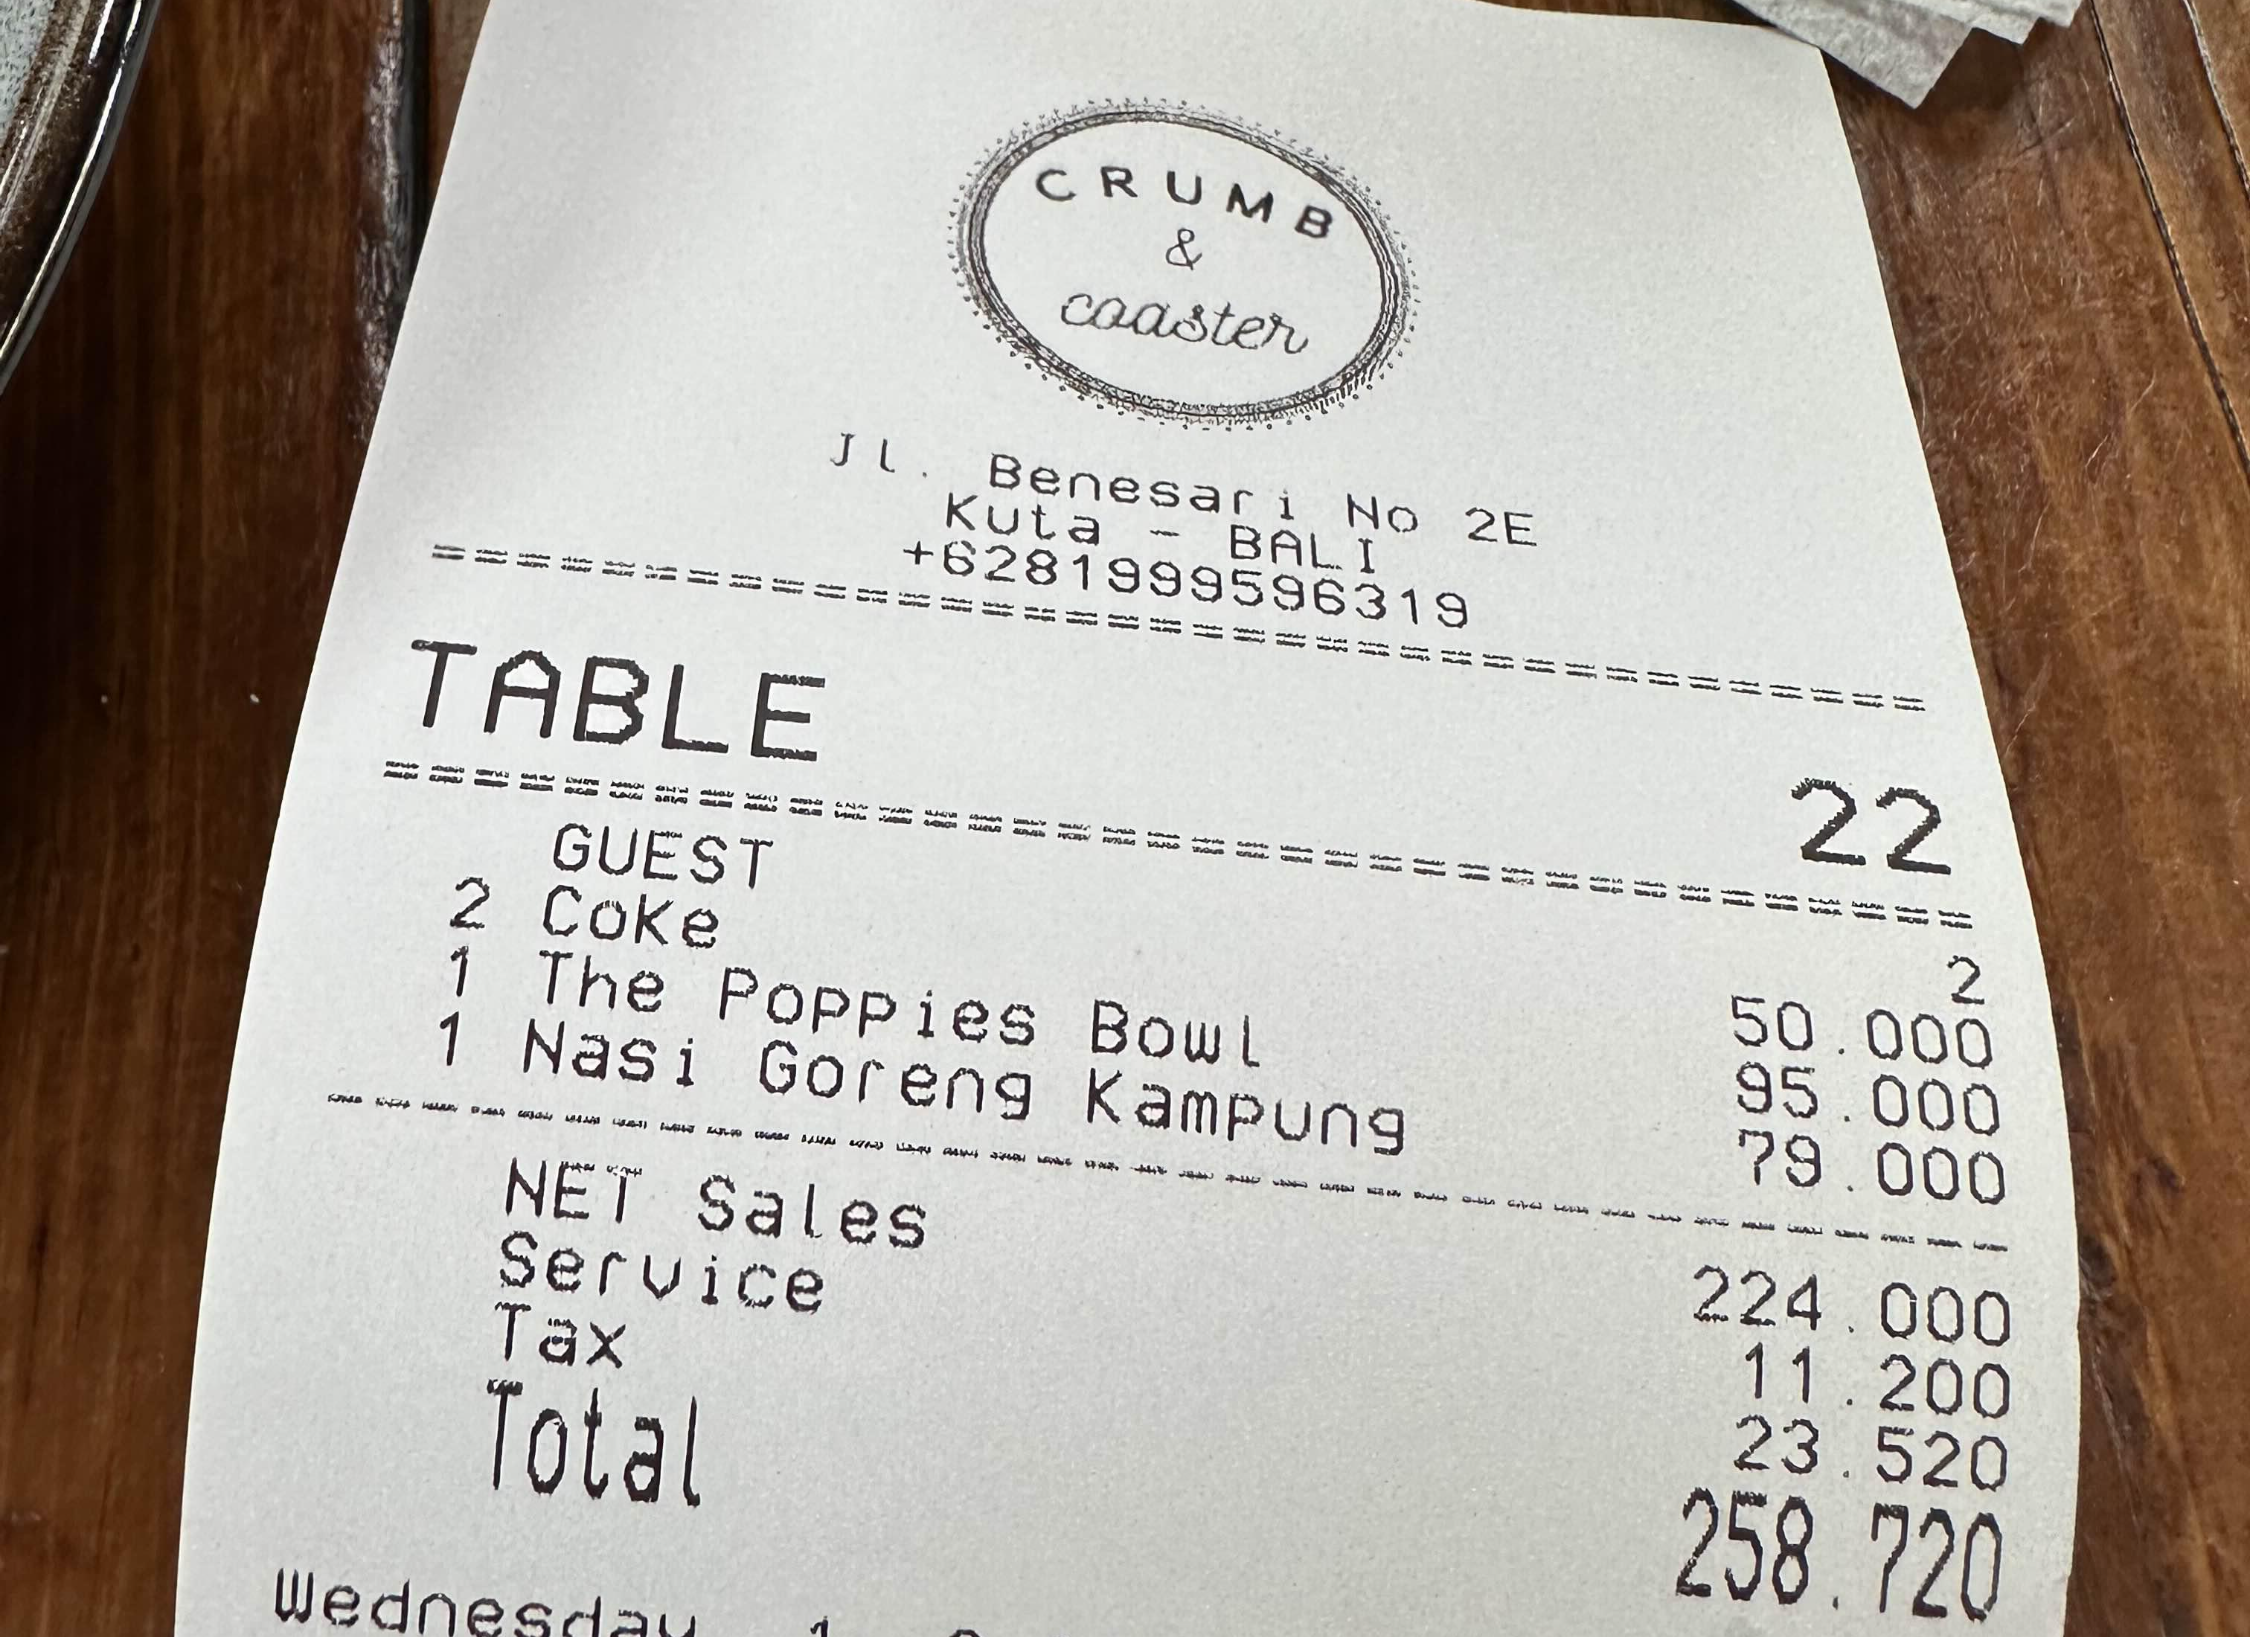 CRUMB
&
coaster
Jl. Benesari No 2E
Kuta - BALI
+6281999596319
================================
TABLE 22
================================
GUEST 2
2 Coke 50.000
1 The Poppies Bowl 95.000
1 Nasi Goreng Kampung 79.000
--------------------------------
NET Sales 224.000
Service 11.200
Tax 23.520
Total 258.720
Wednesday, 1